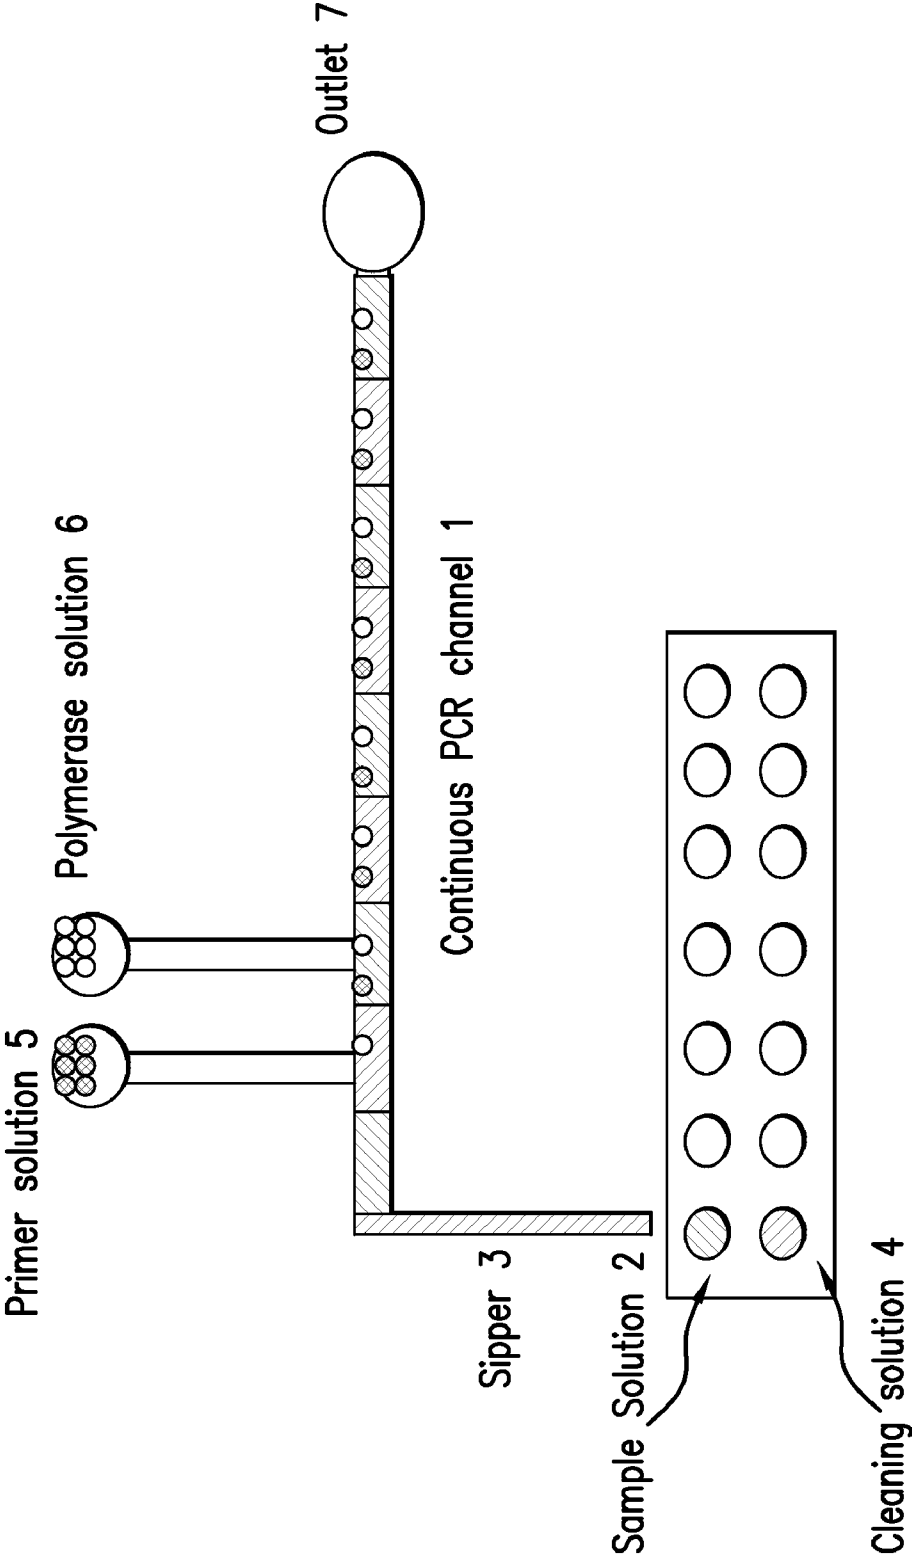 Primer solution 5
Polymerase solution 6
Outlet 7
Continuous PCR channel 1
Sipper 3
Sample Solution 2
Cleaning solution 4